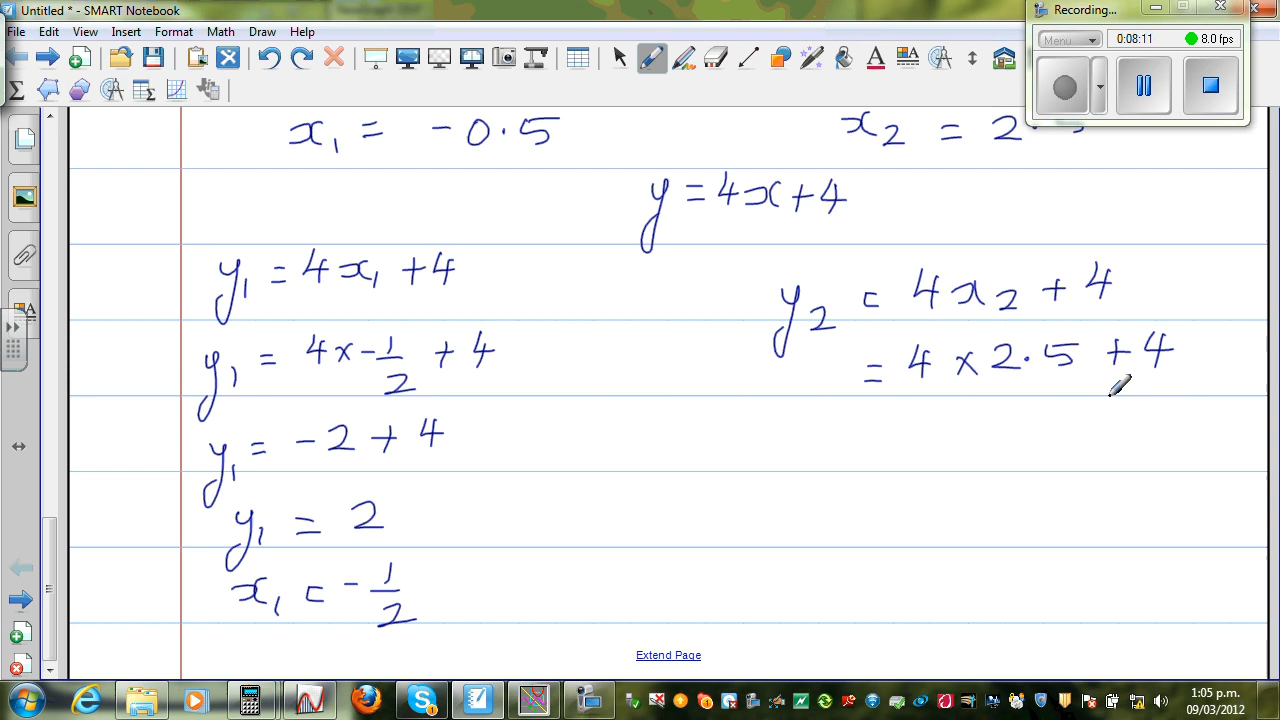 Untitled * - SMART Notebook
Recording...
File Edit View Insert Format Math Draw Help
Menu
0:08:11
8.0 fps
x₁ = -0.5
x₂ = 2.5
y = 4x + 4
y₁ = 4x₁ + 4
y₂ = 4x₂ + 4
y₁ = 4 × -1/2 + 4
= 4 × 2.5 + 4
y₁ = -2 + 4
y₁ = 2
x₁ = -1/2
Extend Page
1:05 p.m.
09/03/2012